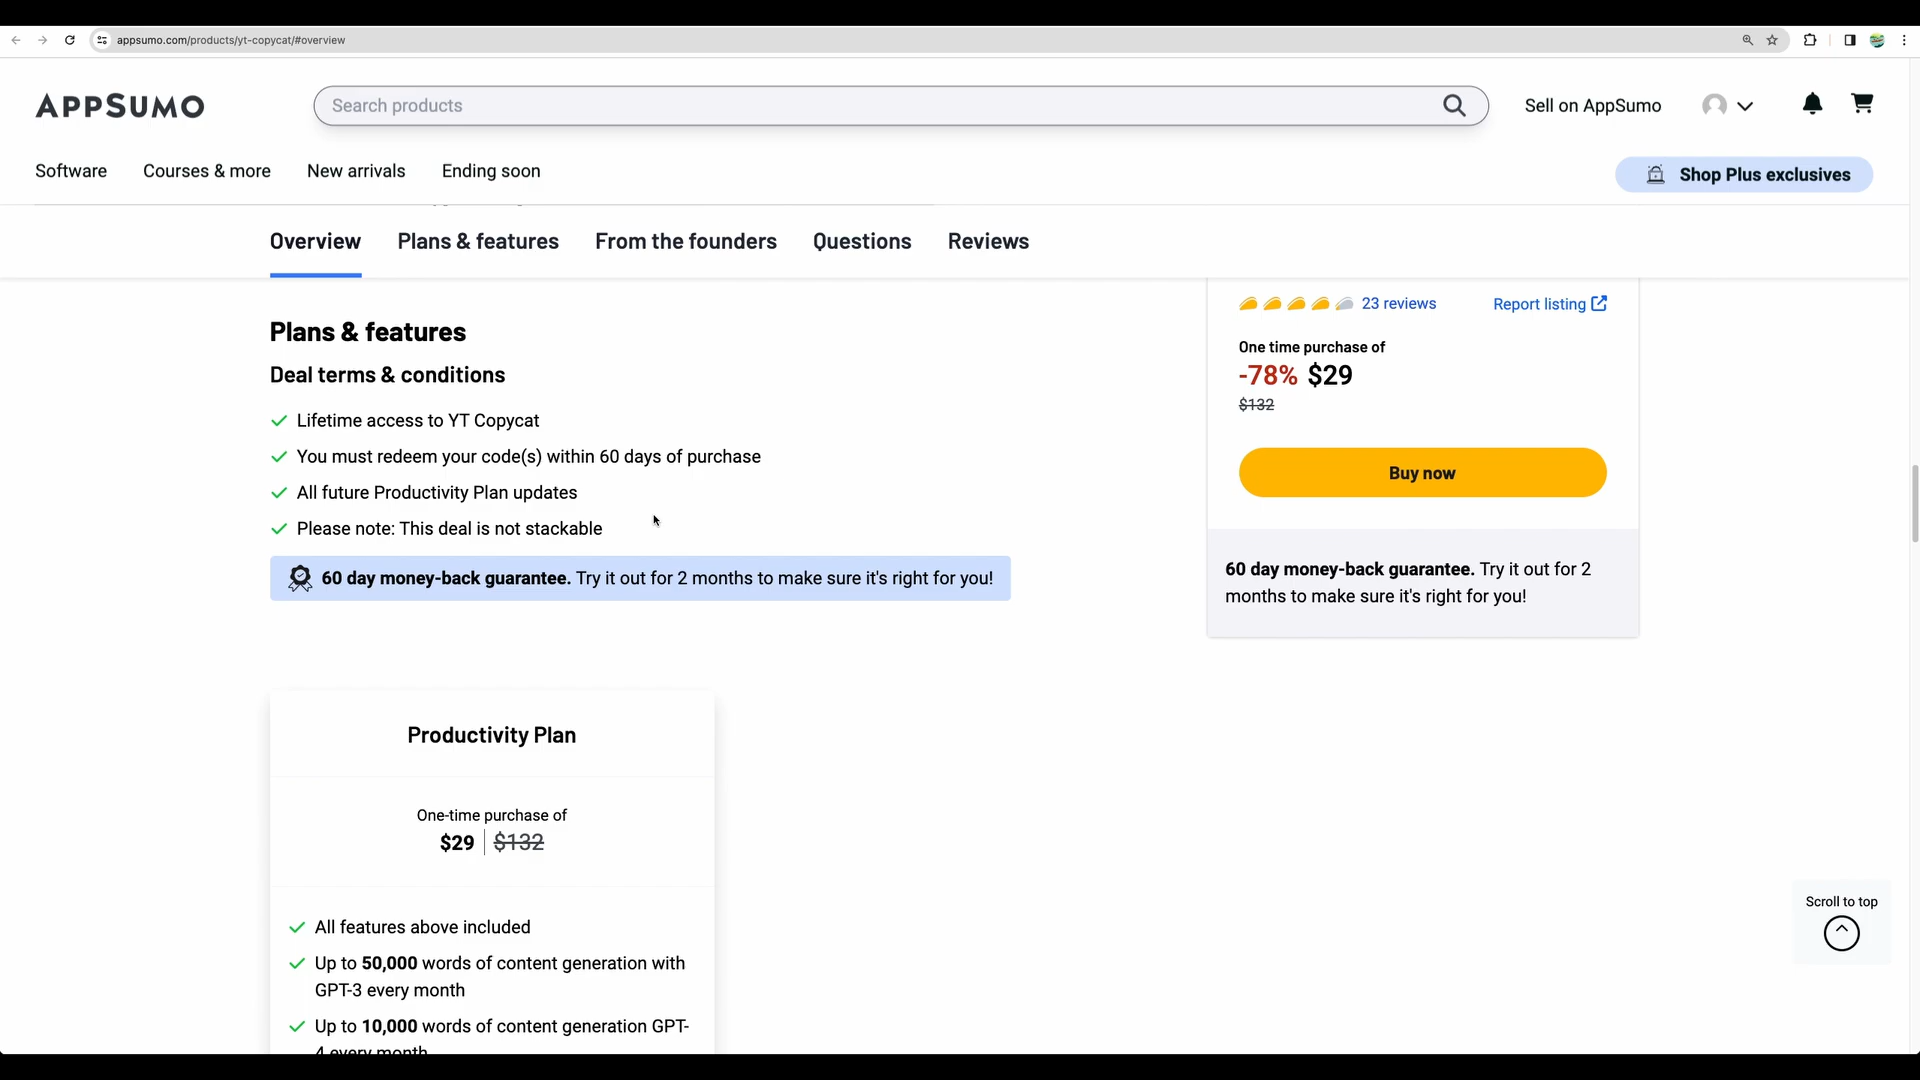 appsumo.com/products/yt-copycat/#overview
APPSUMO
Search products
Sell on AppSumo
Software
Courses & more
New arrivals
Ending soon
Shop Plus exclusives
Overview
Plans & features
From the founders
Questions
Reviews
23 reviews
Report listing
Plans & features
One time purchase of
-78% $29
$132
Deal terms & conditions
Lifetime access to YT Copycat
You must redeem your code(s) within 60 days of purchase
All future Productivity Plan updates
Please note: This deal is not stackable
Buy now
60 day money-back guarantee. Try it out for 2 months to make sure it's right for you!
60 day money-back guarantee. Try it out for 2
months to make sure it's right for you!
Productivity Plan
One-time purchase of
$29 $132
All features above included
Up to 50,000 words of content generation with
GPT-3 every month
Up to 10,000 words of content generation GPT-
4 every month
Scroll to top